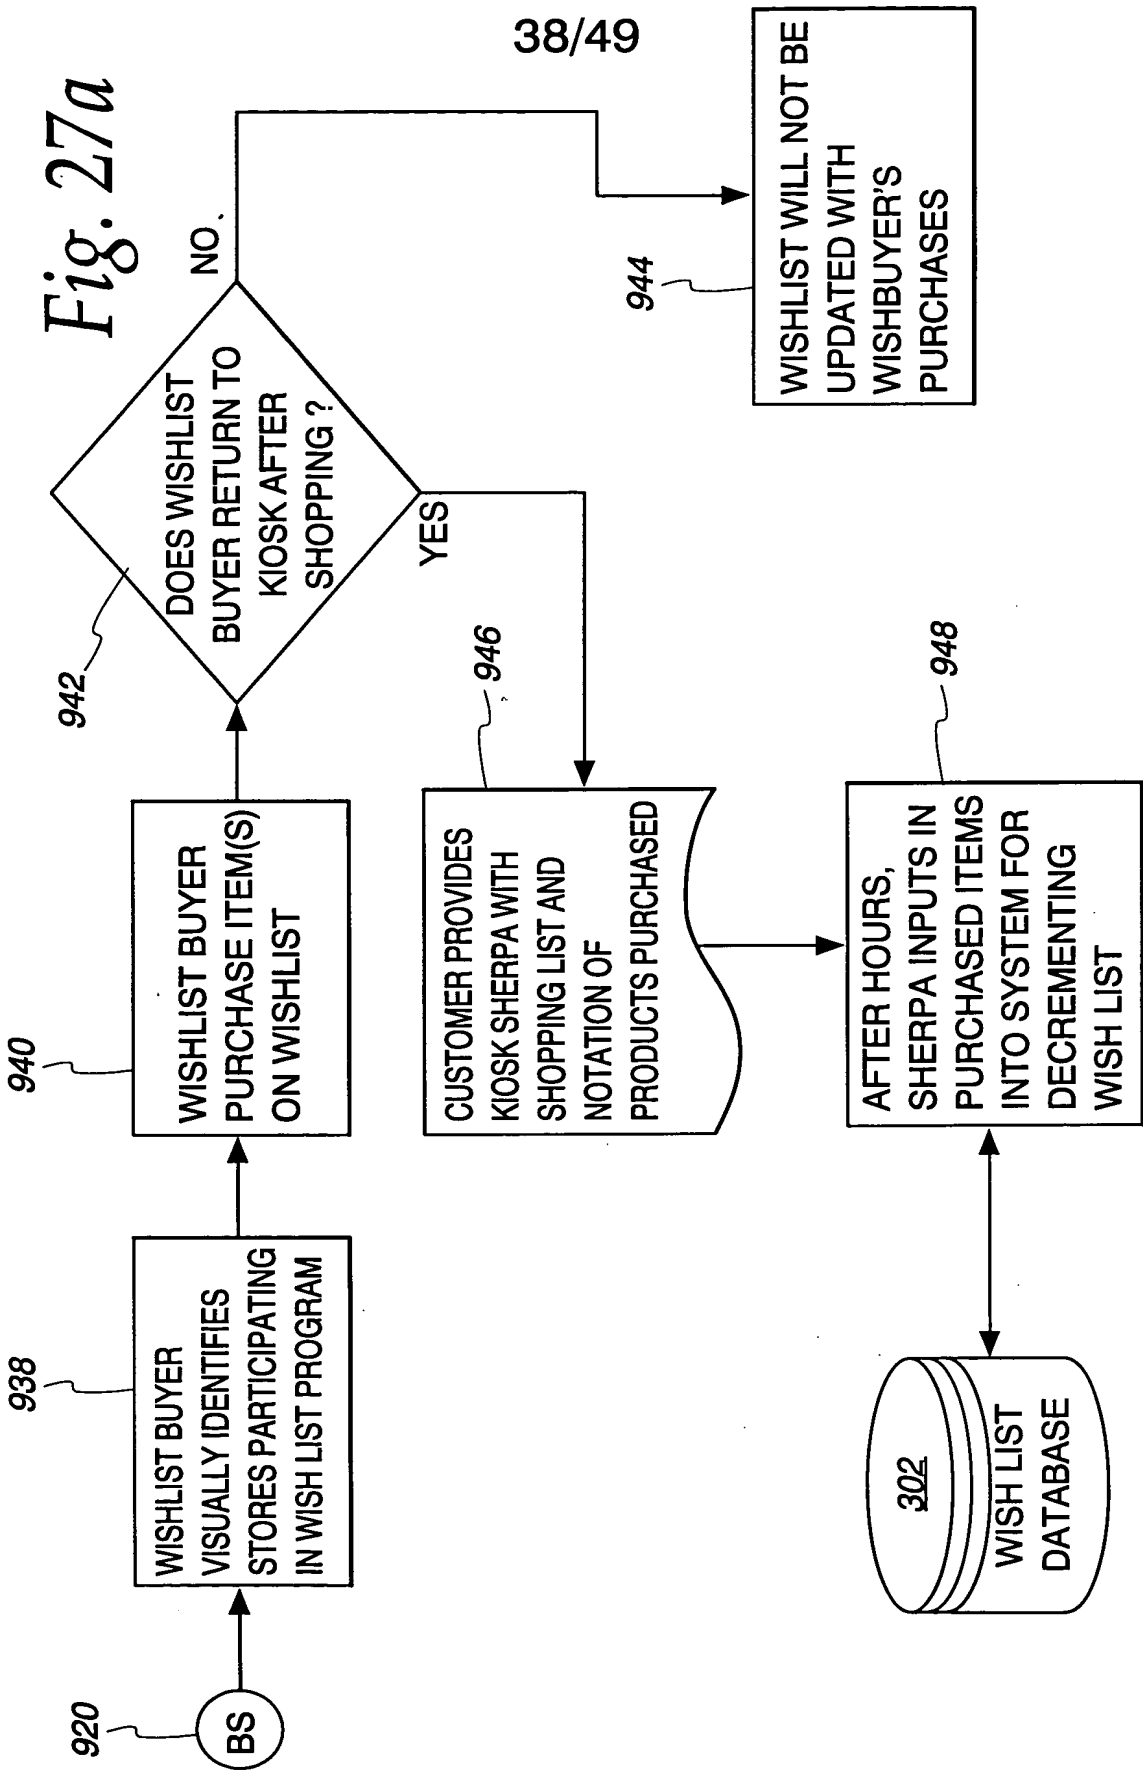 38/49
Fig. 27a
920
BS
938
WISHLIST BUYER
VISUALLY IDENTIFIES
STORES PARTICIPATING
IN WISH LIST PROGRAM
940
WISHLIST BUYER
PURCHASE ITEM(S)
ON WISHLIST
942
DOES WISHLIST
BUYER RETURN TO
KIOSK AFTER
SHOPPING ?
NO
YES
944
WISHLIST WILL NOT BE
UPDATED WITH
WISHBUYER'S
PURCHASES
946
CUSTOMER PROVIDES
KIOSK SHERPA WITH
SHOPPING LIST AND
NOTATION OF
PRODUCTS PURCHASED
948
AFTER HOURS,
SHERPA INPUTS IN
PURCHASED ITEMS
INTO SYSTEM FOR
DECREMENTING
WISH LIST
302
WISH LIST
DATABASE